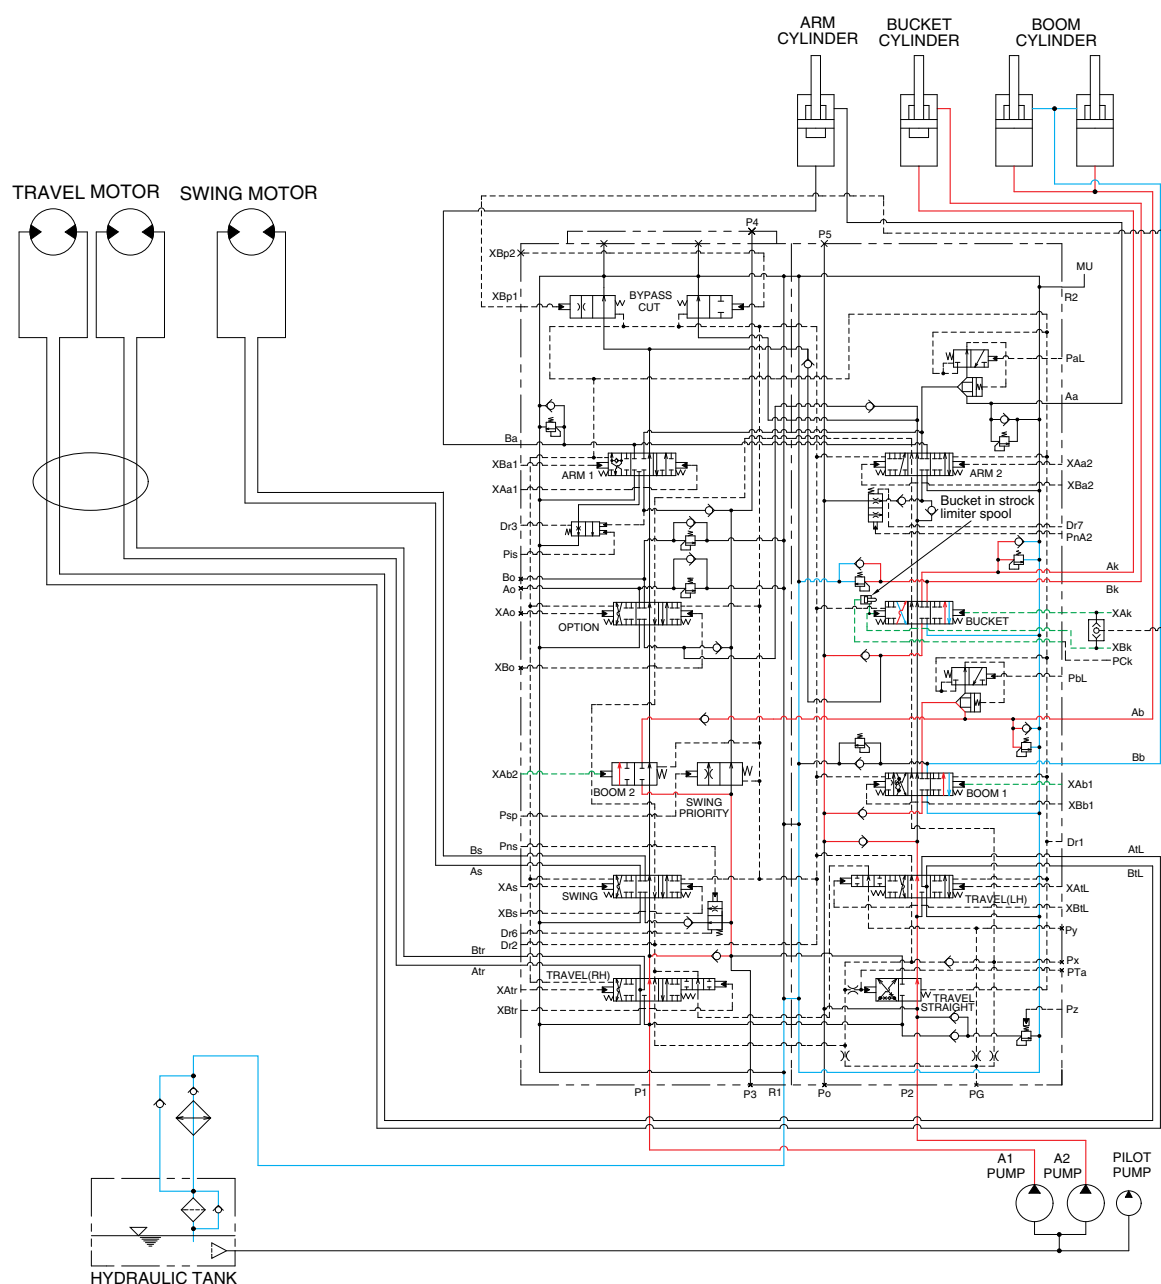 ARM
CYLINDER
BUCKET
CYLINDER
BOOM
CYLINDER
TRAVEL MOTOR
SWING MOTOR
P4
P5
XBp2
MU
XBp1
BYPASS
CUT
R2
PaL
Aa
Ba
XBa1
ARM 1
ARM 2
XAa2
XAa1
XBa2
Bucket in strock
limiter spool
Dr3
Dr7
Pis
PnA2
Bo
Ak
Ao
Bk
XAo
OPTION
BUCKET
XAk
XBk
XBo
PCk
PbL
Ab
Bb
XAb2
BOOM 2
SWING
PRIORITY
BOOM 1
XAb1
XBb1
Psp
Pns
Dr1
Bs
AtL
As
BtL
XAs
SWING
TRAVEL(LH)
XAtL
XBs
XBtL
Dr6
Py
Dr2
Btr
Px
Atr
TRAVEL(RH)
PTa
XAtr
TRAVEL
STRAIGHT
XBtr
Pz
P1
P3
R1
Po
P2
PG
A1
PUMP
A2
PUMP
PILOT
PUMP
HYDRAULIC TANK